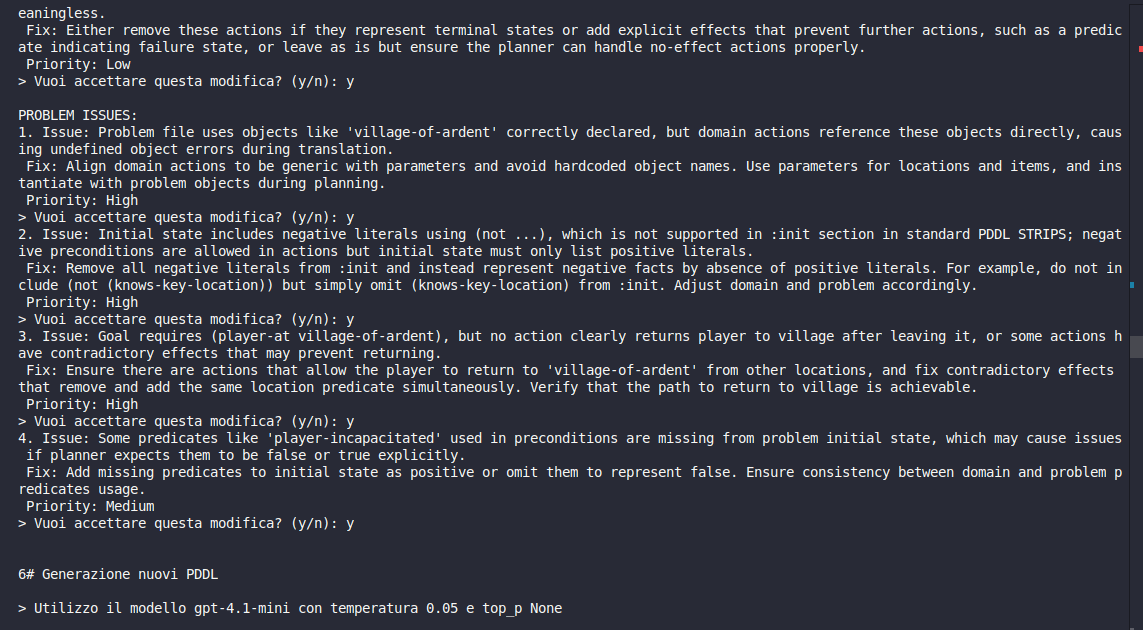 eaningless.
 Fix: Either remove these actions if they represent terminal states or add explicit effects that prevent further actions, such as a predic
ate indicating failure state, or leave as is but ensure the planner can handle no-effect actions properly.
 Priority: Low
> Vuoi accettare questa modifica? (y/n): y

PROBLEM ISSUES:
1. Issue: Problem file uses objects like 'village-of-ardent' correctly declared, but domain actions reference these objects directly, caus
ing undefined object errors during translation.
 Fix: Align domain actions to be generic with parameters and avoid hardcoded object names. Use parameters for locations and items, and ins
tantiate with problem objects during planning.
 Priority: High
> Vuoi accettare questa modifica? (y/n): y
2. Issue: Initial state includes negative literals using (not ...), which is not supported in :init section in standard PDDL STRIPS; negat
ive preconditions are allowed in actions but initial state must only list positive literals.
 Fix: Remove all negative literals from :init and instead represent negative facts by absence of positive literals. For example, do not in
clude (not (knows-key-location)) but simply omit (knows-key-location) from :init. Adjust domain and problem accordingly.
 Priority: High
> Vuoi accettare questa modifica? (y/n): y
3. Issue: Goal requires (player-at village-of-ardent), but no action clearly returns player to village after leaving it, or some actions h
ave contradictory effects that may prevent returning.
 Fix: Ensure there are actions that allow the player to return to 'village-of-ardent' from other locations, and fix contradictory effects
that remove and add the same location predicate simultaneously. Verify that the path to return to village is achievable.
 Priority: High
> Vuoi accettare questa modifica? (y/n): y
4. Issue: Some predicates like 'player-incapacitated' used in preconditions are missing from problem initial state, which may cause issues
 if planner expects them to be false or true explicitly.
 Fix: Add missing predicates to initial state as positive or omit them to represent false. Ensure consistency between domain and problem p
redicates usage.
 Priority: Medium
> Vuoi accettare questa modifica? (y/n): y

6# Generazione nuovi PDDL

> Utilizzo il modello gpt-4.1-mini con temperatura 0.05 e top_p None